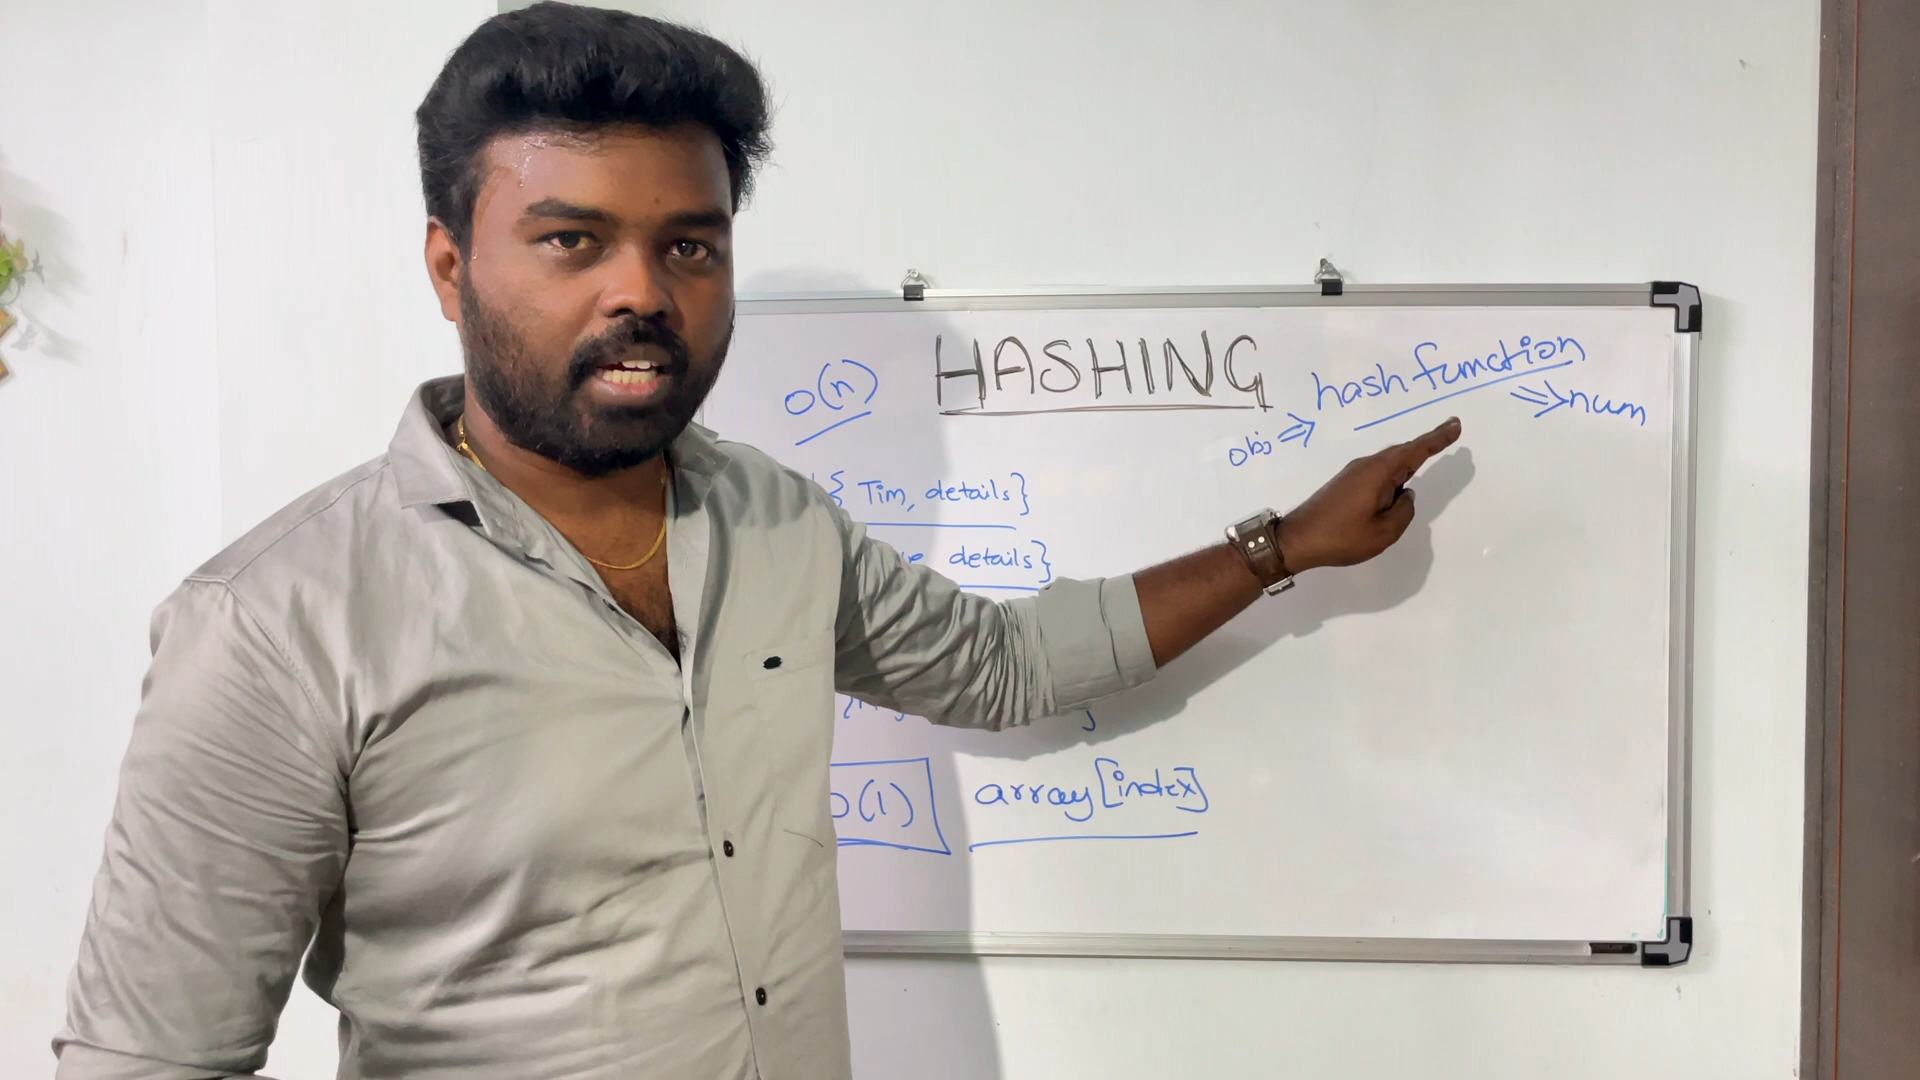 HASHING
o(n)
hash function
obj ⇒
⇒ num
{ Tim, details}
details}
o(1)
array[index]